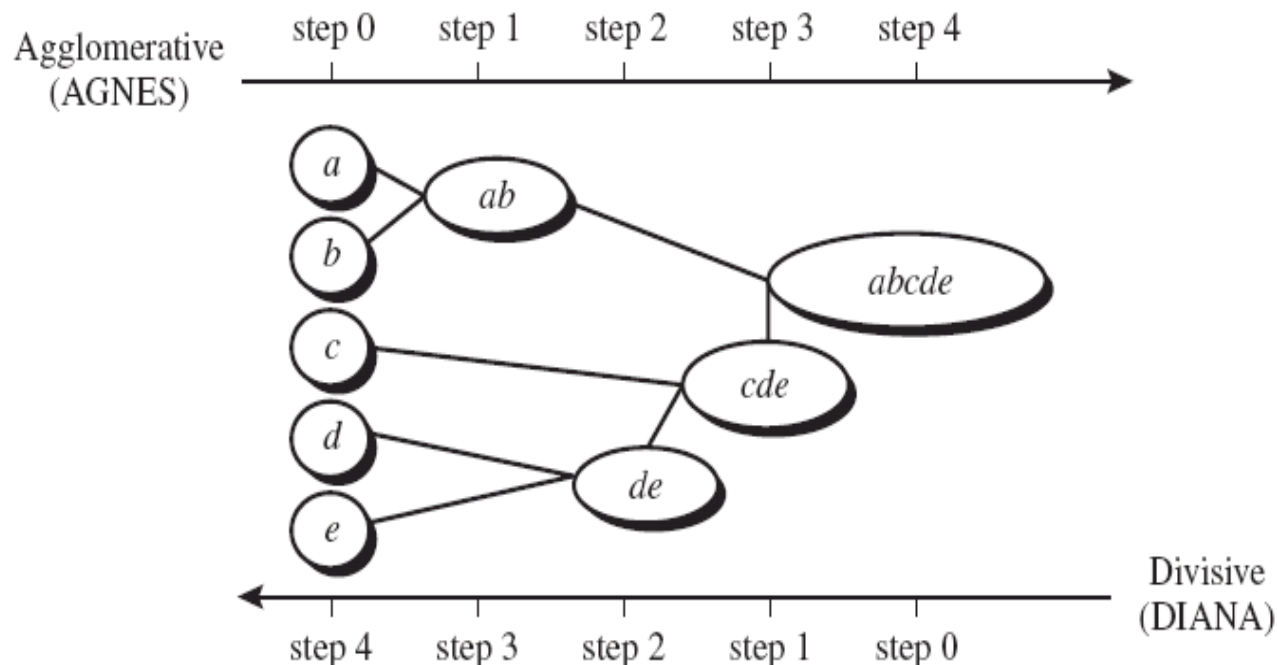 Agglomerative
(AGNES)
step 0 step 1 step 2 step 3 step 4
a
ab
b
abcde
c
cde
d
de
e
Divisive
(DIANA)
step 4 step 3 step 2 step 1 step 0